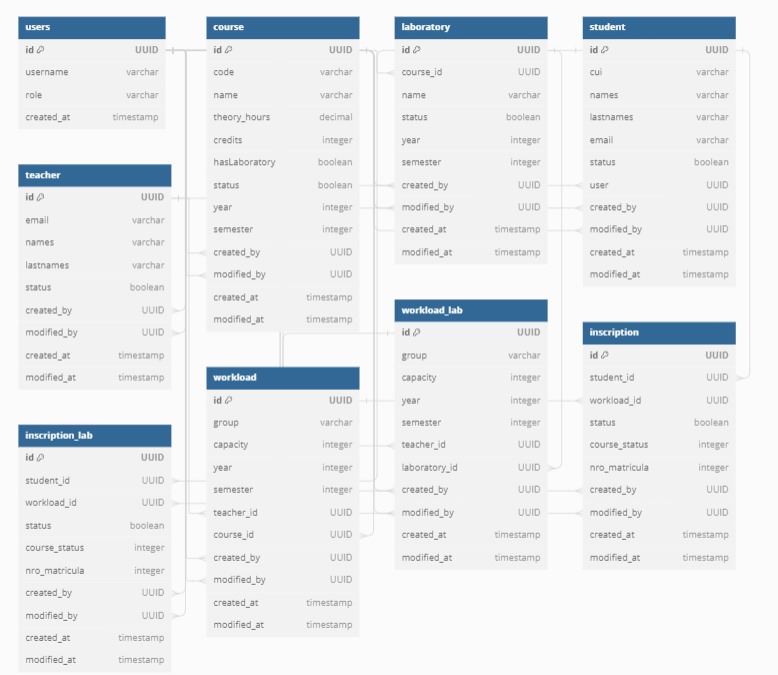 users
id UUID
username varchar
role varchar
created_at timestamp
teacher
id UUID
email varchar
names varchar
lastnames varchar
status boolean
created_by UUID
modified_by UUID
created_at timestamp
modified_at timestamp
inscription_lab
id UUID
student_id UUID
workload_id UUID
status boolean
course_status integer
nro_matricula integer
created_by UUID
modified_by UUID
created_at timestamp
modified_at timestamp
course
id UUID
code varchar
name varchar
theory_hours decimal
credits integer
hasLaboratory boolean
status boolean
year integer
semester integer
created_by UUID
modified_by UUID
created_at timestamp
modified_at timestamp
workload
id UUID
group varchar
capacity integer
year integer
semester integer
teacher_id UUID
course_id UUID
created_by UUID
modified_by UUID
created_at timestamp
modified_at timestamp
laboratory
id UUID
course_id UUID
name varchar
status boolean
year integer
semester integer
created_by UUID
modified_by UUID
created_at timestamp
modified_at timestamp
workload_lab
id UUID
group varchar
capacity integer
year integer
semester integer
teacher_id UUID
laboratory_id UUID
created_by UUID
modified_by UUID
created_at timestamp
modified_at timestamp
student
id UUID
cui varchar
names varchar
lastnames varchar
email varchar
status boolean
user UUID
created_by UUID
modified_by UUID
created_at timestamp
modified_at timestamp
inscription
id UUID
student_id UUID
workload_id UUID
status boolean
course_status integer
nro_matricula integer
created_by UUID
modified_by UUID
created_at timestamp
modified_at timestamp